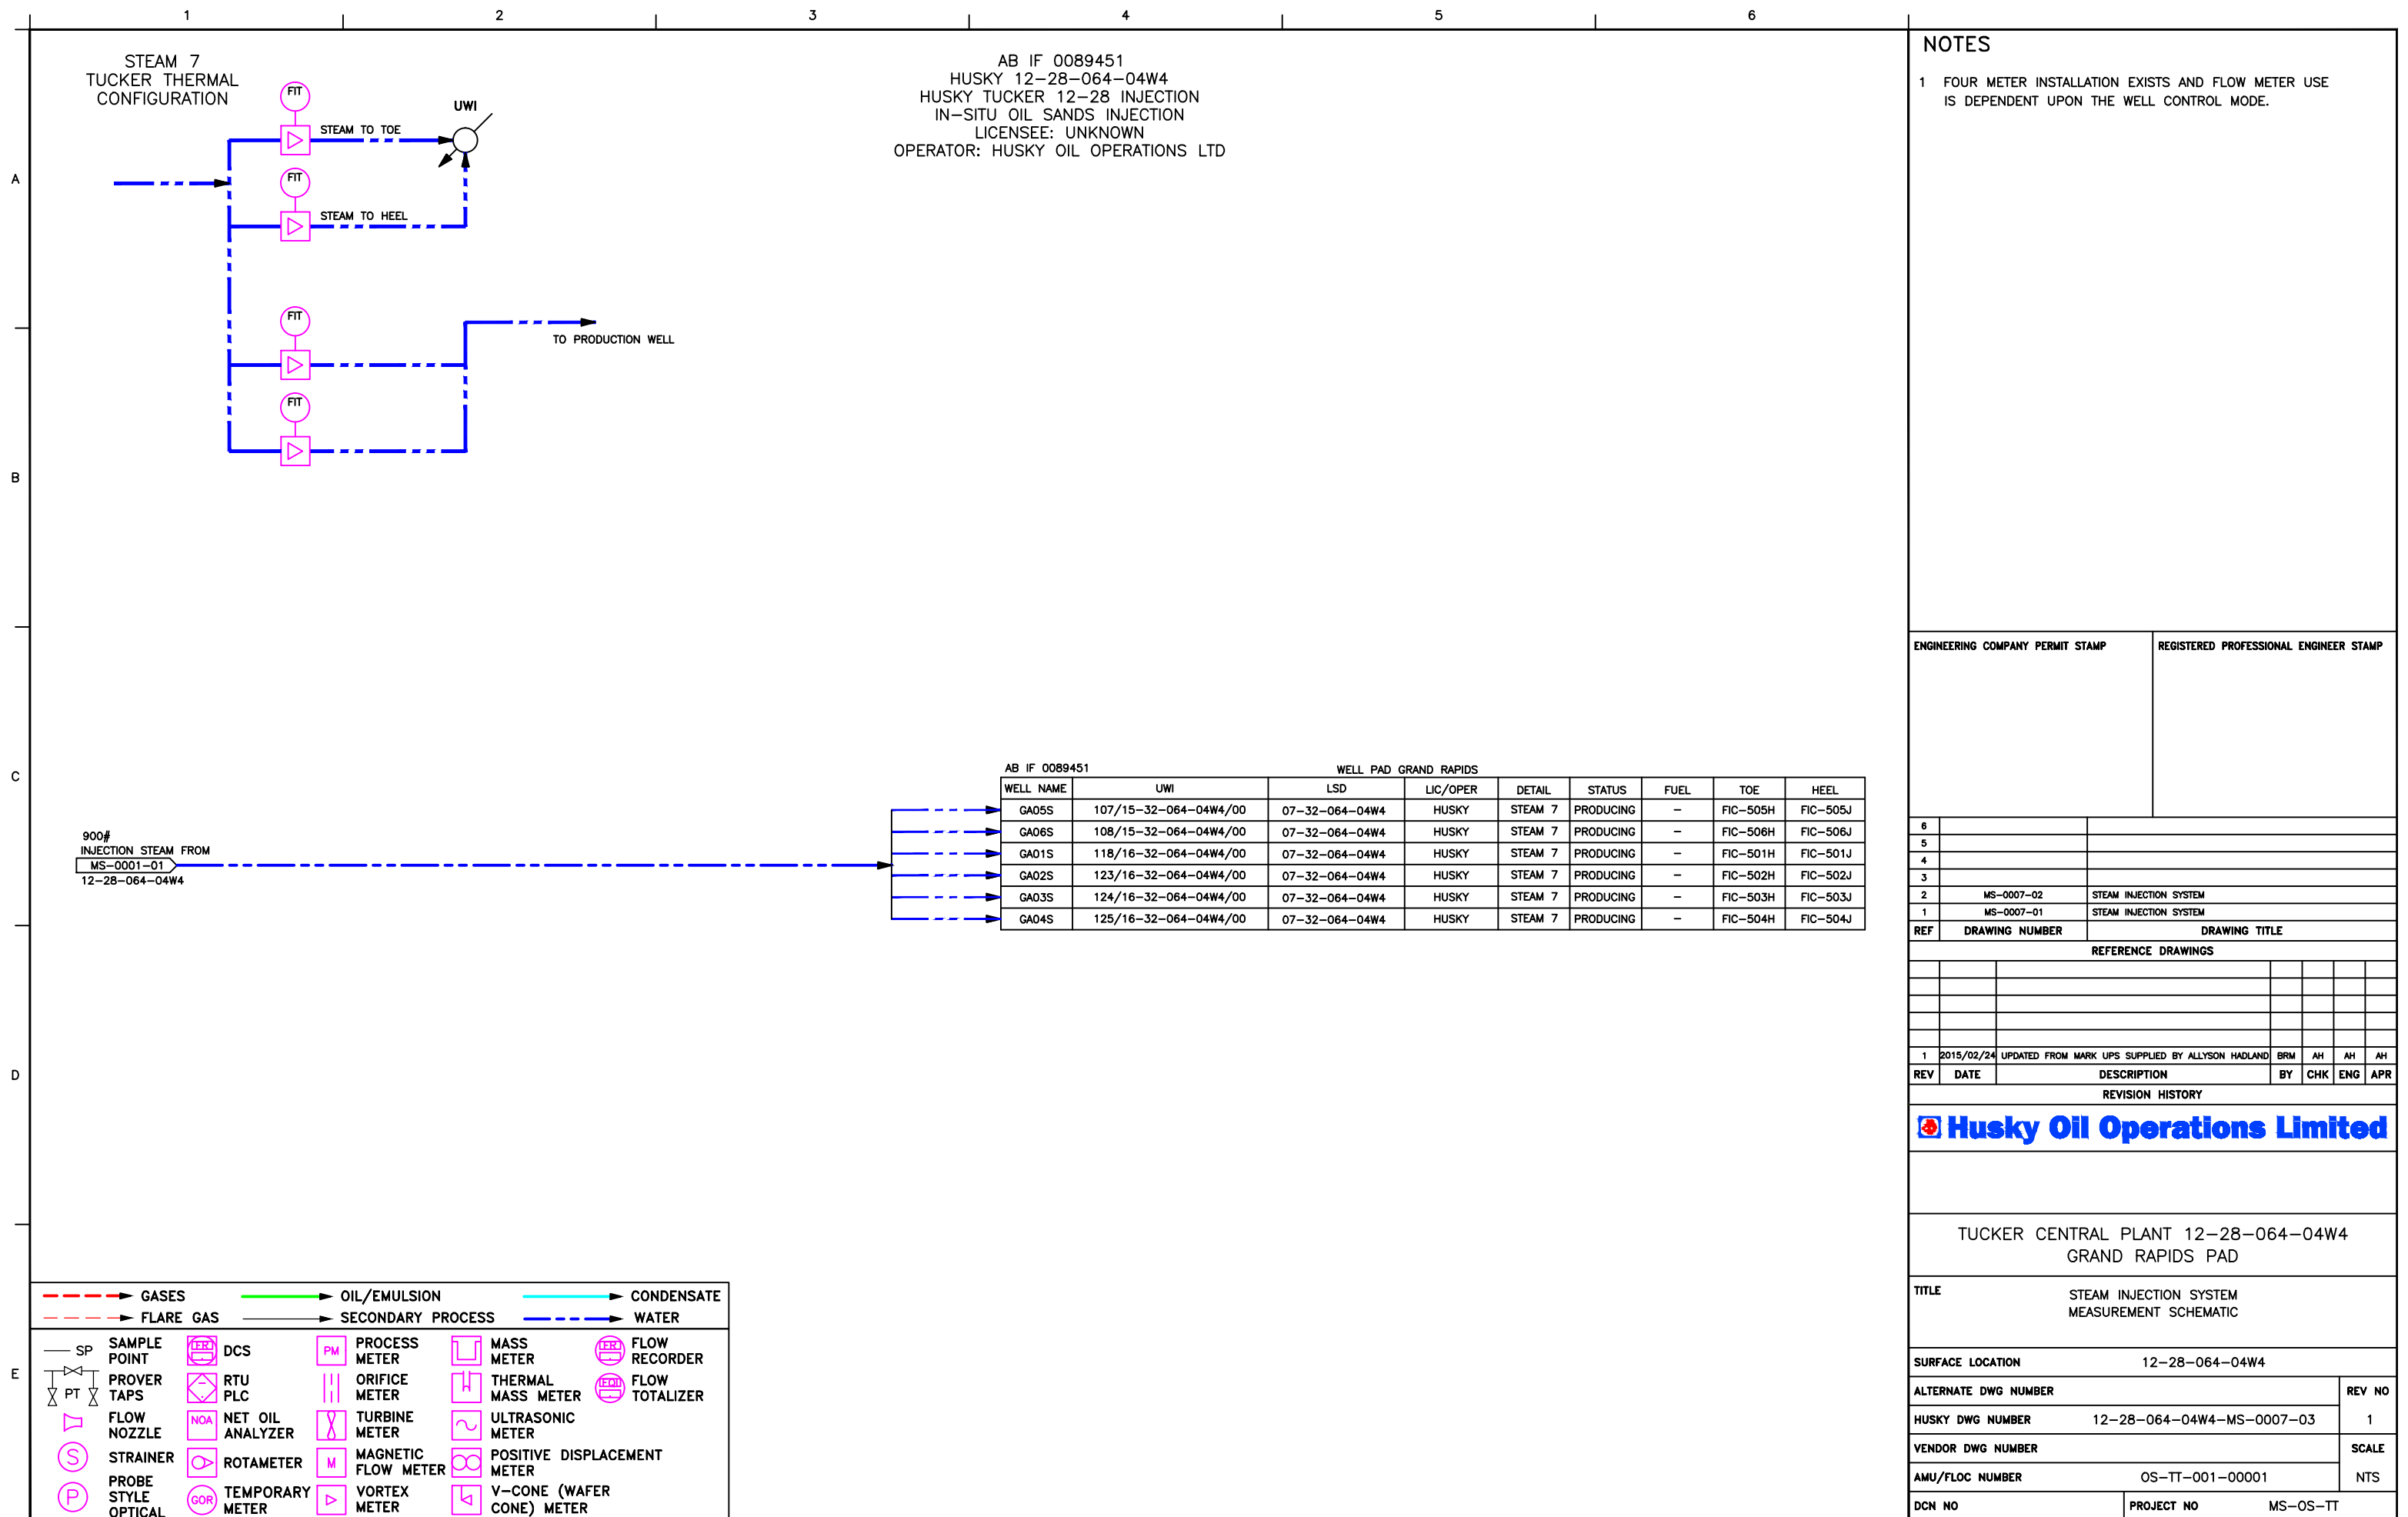 1 2 3 4 5 6
A
B
C
D
E
STEAM 7
TUCKER THERMAL
CONFIGURATION
FIT
STEAM TO TOE
UWI
FIT
STEAM TO HEEL
FIT
TO PRODUCTION WELL
FIT
AB IF 0089451
HUSKY 12-28-064-04W4
HUSKY TUCKER 12-28 INJECTION
IN-SITU OIL SANDS INJECTION
LICENSEE: UNKNOWN
OPERATOR: HUSKY OIL OPERATIONS LTD
900#
INJECTION STEAM FROM
MS-0001-01
12-28-064-04W4
AB IF 0089451 WELL PAD GRAND RAPIDS
WELL NAME UWI LSD LIC/OPER DETAIL STATUS FUEL TOE HEEL
GA05S 107/15-32-064-04W4/00 07-32-064-04W4 HUSKY STEAM 7 PRODUCING - FIC-505H FIC-505J
GA06S 108/15-32-064-04W4/00 07-32-064-04W4 HUSKY STEAM 7 PRODUCING - FIC-506H FIC-506J
GA01S 118/16-32-064-04W4/00 07-32-064-04W4 HUSKY STEAM 7 PRODUCING - FIC-501H FIC-501J
GA02S 123/16-32-064-04W4/00 07-32-064-04W4 HUSKY STEAM 7 PRODUCING - FIC-502H FIC-502J
GA03S 124/16-32-064-04W4/00 07-32-064-04W4 HUSKY STEAM 7 PRODUCING - FIC-503H FIC-503J
GA04S 125/16-32-064-04W4/00 07-32-064-04W4 HUSKY STEAM 7 PRODUCING - FIC-504H FIC-504J
GASES OIL/EMULSION CONDENSATE
FLARE GAS SECONDARY PROCESS WATER
SP SAMPLE POINT
FR DCS
PM PROCESS METER
MASS METER
FR FLOW RECORDER
PT PROVER TAPS
RTU PLC
ORIFICE METER
THERMAL MASS METER
FQI FLOW TOTALIZER
FLOW NOZZLE
NOA NET OIL ANALYZER
TURBINE METER
ULTRASONIC METER
S STRAINER
ROTAMETER
M MAGNETIC FLOW METER
POSITIVE DISPLACEMENT METER
P PROBE STYLE OPTICAL
GOR TEMPORARY METER
VORTEX METER
V-CONE (WAFER CONE) METER
NOTES
1 FOUR METER INSTALLATION EXISTS AND FLOW METER USE
IS DEPENDENT UPON THE WELL CONTROL MODE.
ENGINEERING COMPANY PERMIT STAMP REGISTERED PROFESSIONAL ENGINEER STAMP
6
5
4
3
2 MS-0007-02 STEAM INJECTION SYSTEM
1 MS-0007-01 STEAM INJECTION SYSTEM
REF DRAWING NUMBER DRAWING TITLE
REFERENCE DRAWINGS
1 2015/02/24 UPDATED FROM MARK UPS SUPPLIED BY ALLYSON HADLAND BRM AH AH AH
REV DATE DESCRIPTION BY CHK ENG APR
REVISION HISTORY
Husky Oil Operations Limited
TUCKER CENTRAL PLANT 12-28-064-04W4
GRAND RAPIDS PAD
TITLE STEAM INJECTION SYSTEM
MEASUREMENT SCHEMATIC
SURFACE LOCATION 12-28-064-04W4
ALTERNATE DWG NUMBER REV NO
HUSKY DWG NUMBER 12-28-064-04W4-MS-0007-03 1
VENDOR DWG NUMBER SCALE
AMU/FLOC NUMBER OS-TT-001-00001 NTS
DCN NO PROJECT NO MS-OS-TT